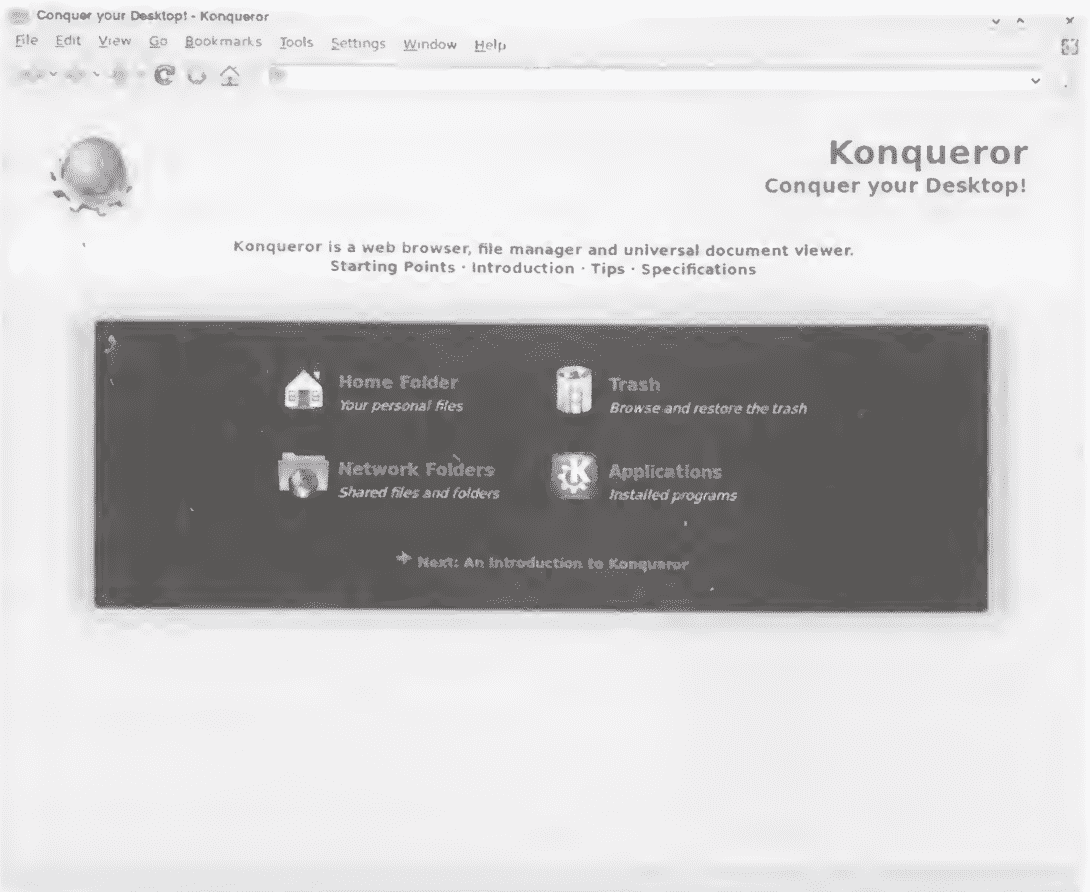 Conquer your Desktop! - Konqueror
File Edit View Go Bookmarks Tools Settings Window Help
Konqueror
Conquer your Desktop!
Konqueror is a web browser, file manager and universal document viewer.
Starting Points · Introduction · Tips · Specifications
Home Folder
Your personal files
Trash
Browse and restore the trash
Network Folders
Shared files and folders
Applications
Installed programs
Next: An Introduction to Konqueror